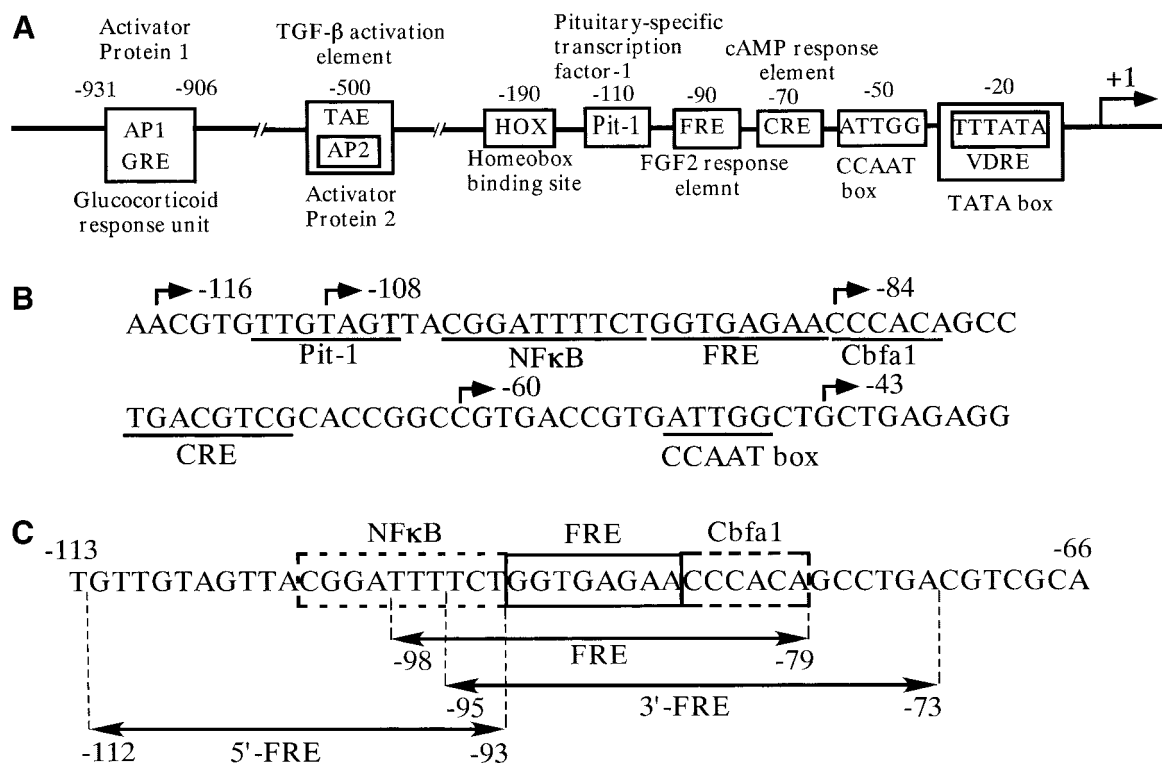 A
Activator
Protein 1
TGF-β activation
element
Pituitary-specific
transcription
factor-1
cAMP response
element
-931 -906 -500 -190 -110 -90 -70 -50 -20 +1
AP1
GRE
TAE
AP2
HOX Pit-1 FRE CRE ATTGG TTTATA
VDRE
Glucocorticoid
response unit
Activator
Protein 2
Homeobox
binding site
FGF2 response
elemnt
CCAAT
box
TATA box
B
-116 -108 -84
AACGTGTTGTAGTTACGGATTTTCTGGTGAGAACCCACAGCC
Pit-1 NFκB FRE Cbfa1
-60 -43
TGACGTCGCACCGGCCGTGACCGTGATTGGCTGCTGAGAGG
CRE CCAAT box
C
NFκB FRE Cbfa1
-113 -66
TGTTGTAGTTACGGATTTTCTGGTGAGAACCCACAGCCTGACGTCGCA
-98 FRE -79
-95 3'-FRE -73
-112 5'-FRE -93